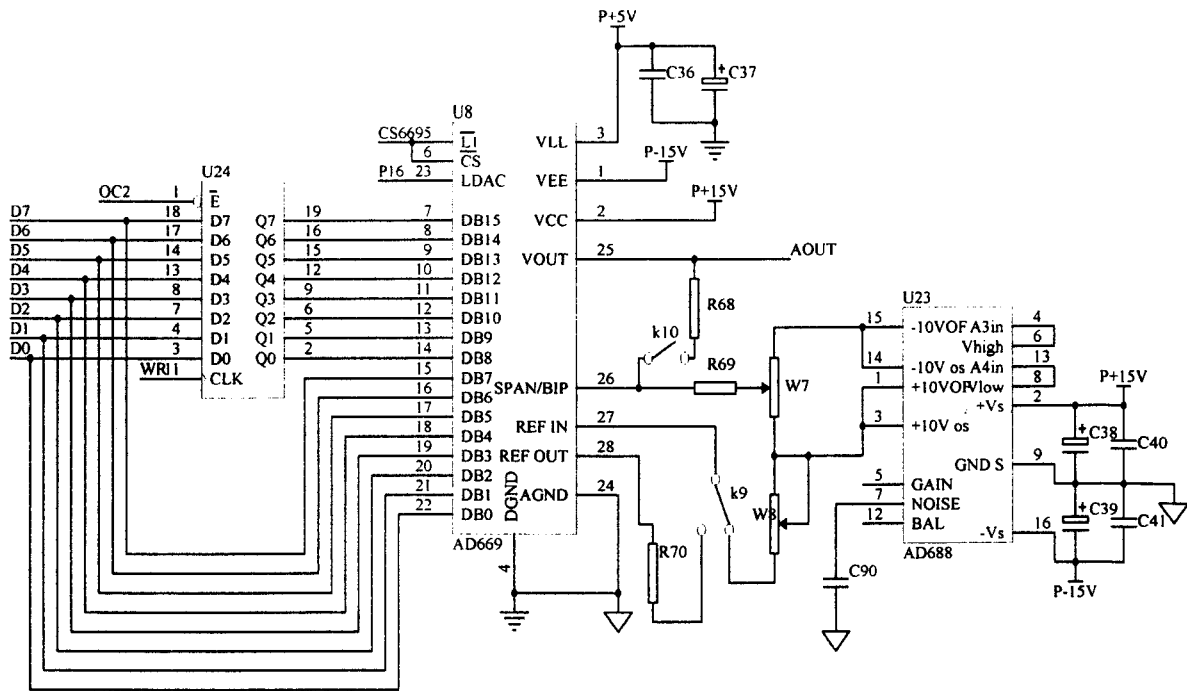 P+5V
C36
+ C37
U8
CS6695
6
L1
CS
VLL
3
P-15V
P16
23
LDAC
VEE
1
P+15V
VCC
2
U24
OC2
1
E
D7
18
D7
Q7
19
7
DB15
D6
17
D6
Q6
16
8
DB14
D5
14
D5
Q5
15
9
DB13
VOUT
25
AOUT
D4
13
D4
Q4
12
10
DB12
D3
8
D3
Q3
9
11
DB11
D2
7
D2
Q2
6
12
DB10
D1
4
D1
Q1
5
13
DB9
D0
3
D0
Q0
2
14
DB8
WR11
CLK
15
DB7
16
DB6
17
DB5
18
DB4
19
DB3
20
DB2
21
DB1
22
DB0
SPAN/BIP
26
REF IN
27
REF OUT
28
AGND
24
DGND
4
AD669
R68
k10
R69
W7
k9
W8
R70
U23
15
-10VOF A3in
4
Vhigh
6
14
-10V os A4in
13
1
+10VOFVlow
8
+Vs
2
P+15V
3
+10V os
+ C38
C40
GND S
9
5
GAIN
7
NOISE
12
BAL
+ C39
C41
-Vs
16
AD688
C90
P-15V